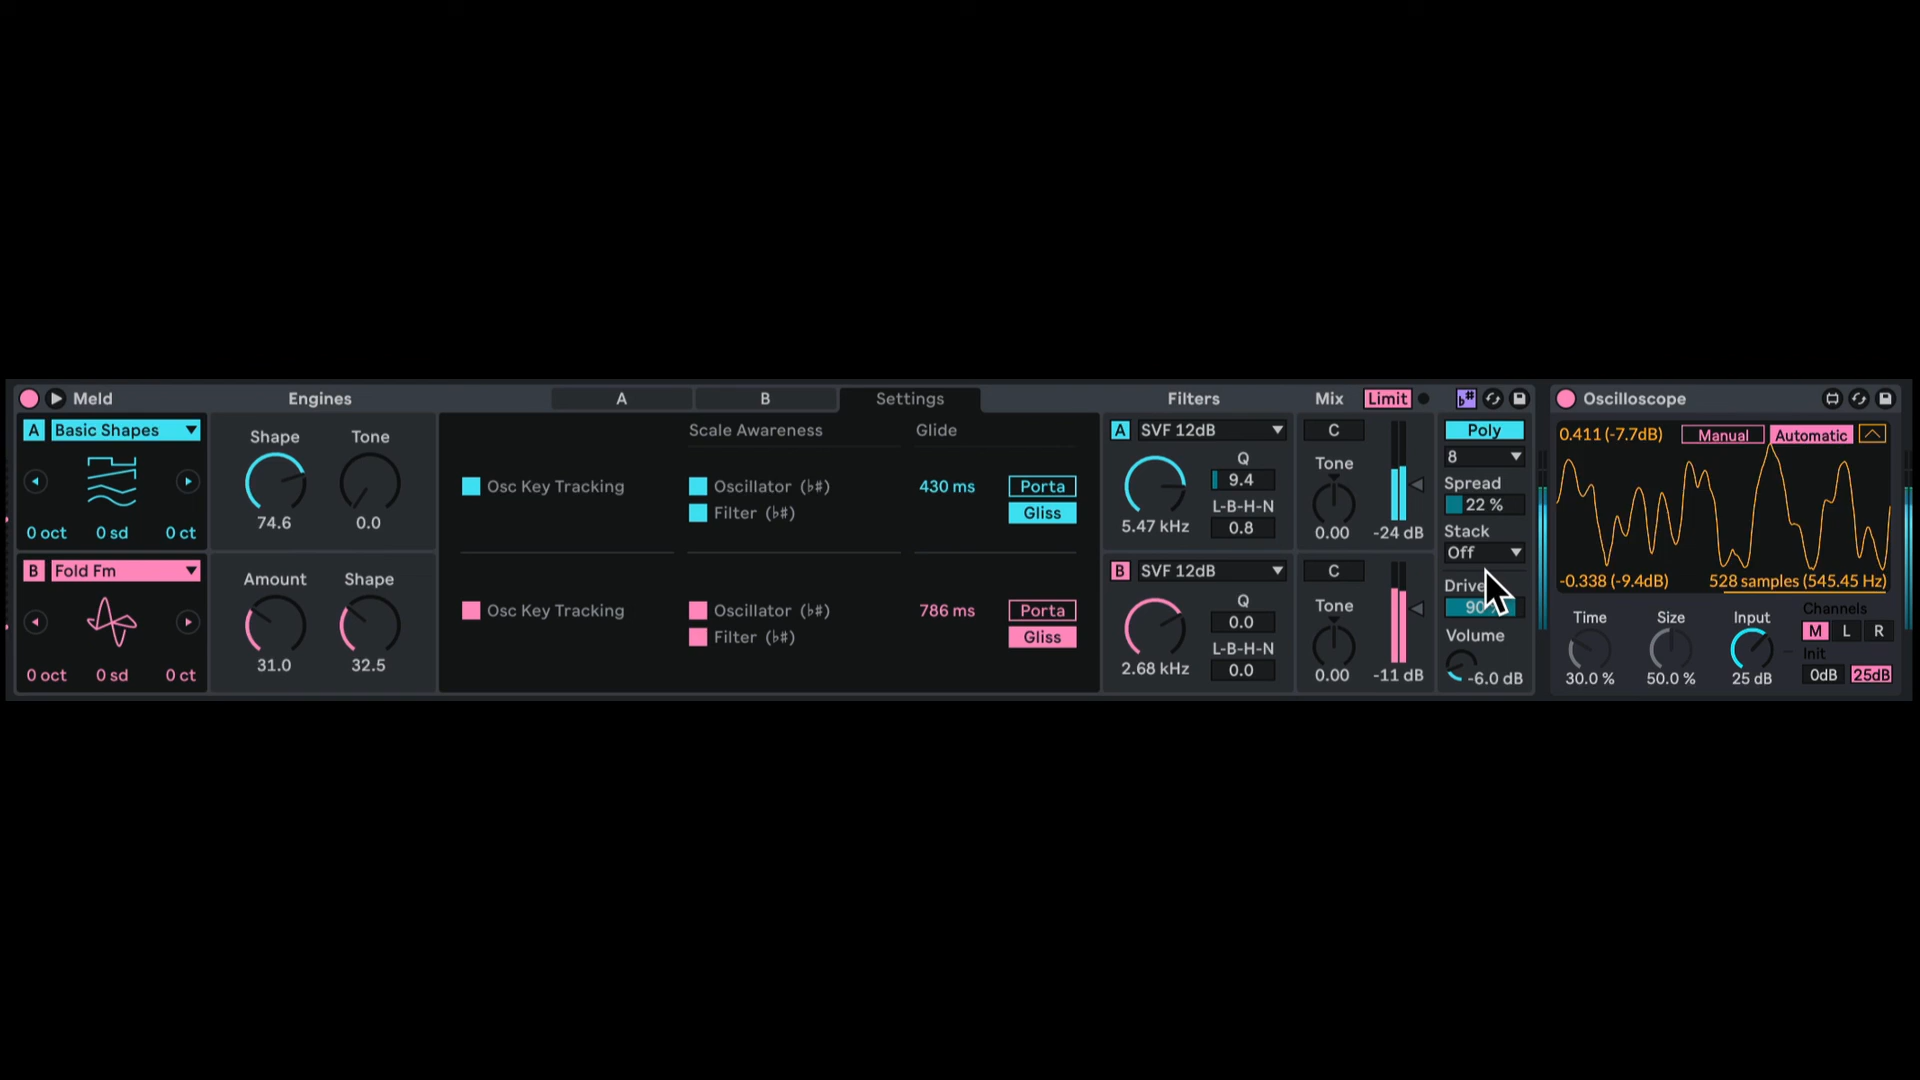 Meld
Engines
A
B
Settings
Filters
Mix
Limit
b#
Oscilloscope
A
Basic Shapes
Shape
Tone
74.6
0.0
0 oct
0 sd
0 ct
B
Fold Fm
Amount
Shape
31.0
32.5
0 oct
0 sd
0 ct
Scale Awareness
Glide
Osc Key Tracking
Oscillator (b#)
430 ms
Porta
Filter (b#)
Gliss
Osc Key Tracking
Oscillator (b#)
786 ms
Porta
Filter (b#)
Gliss
A
SVF 12dB
Q
9.4
L-B-H-N
5.47 kHz
0.8
B
SVF 12dB
Q
0.0
L-B-H-N
2.68 kHz
0.0
C
Tone
0.00
-24 dB
C
Tone
0.00
-11 dB
Poly
8
Spread
22 %
Stack
Off
Drive
Volume
-6.0 dB
0.411 (-7.7dB)
Manual
Automatic
-0.338 (-9.4dB)
528 samples (545.45 Hz)
Time
Size
Input
Channels
M
L
R
Init
30.0 %
50.0 %
25 dB
0dB
25dB